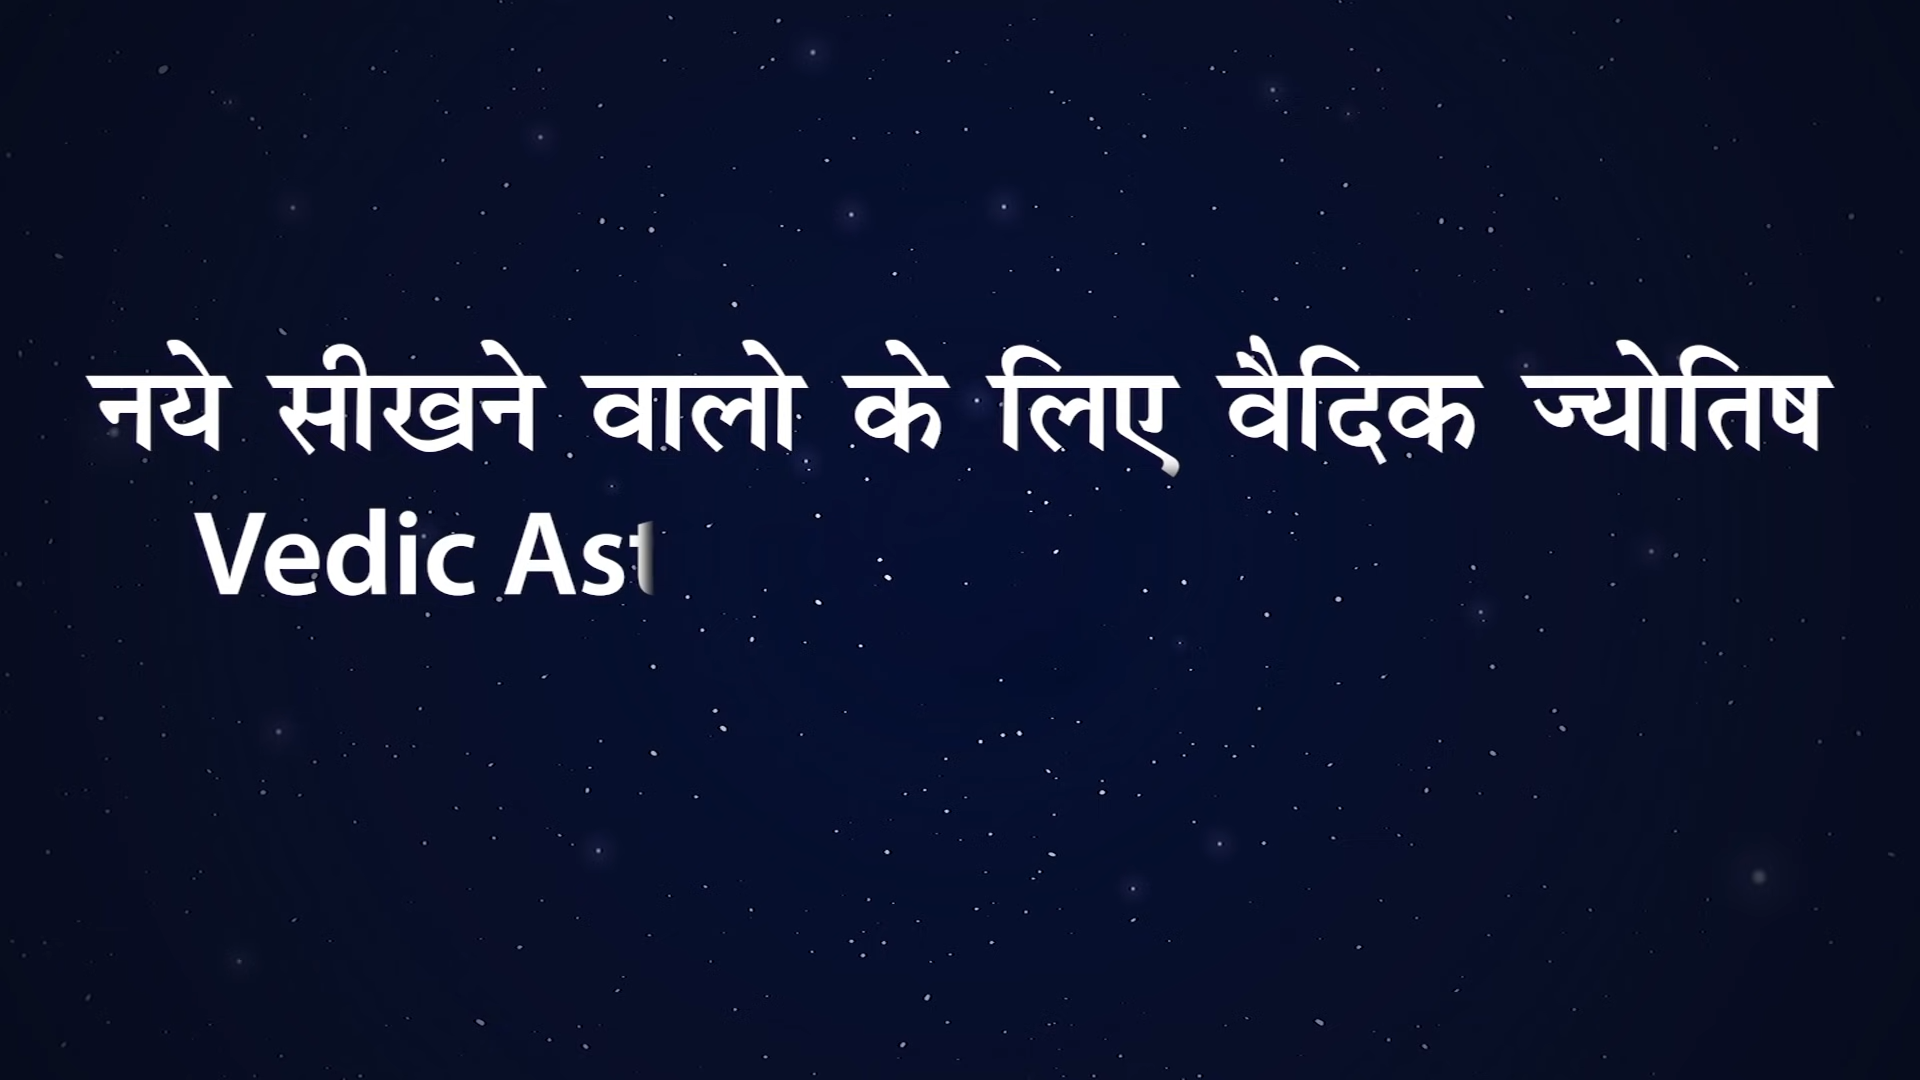 नये सीखने वालो के लिए वैदिक ज्योतिष
Vedic Ast